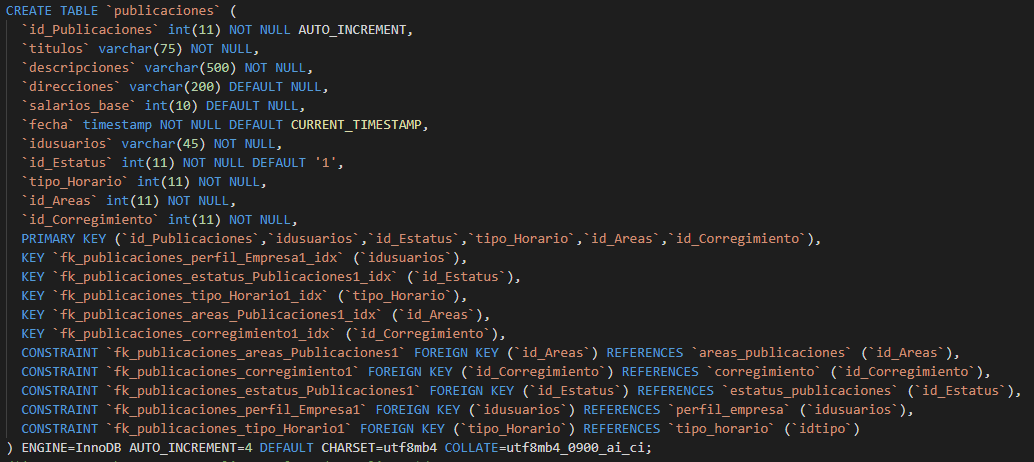 CREATE TABLE `publicaciones` (
`id_Publicaciones` int(11) NOT NULL AUTO_INCREMENT,
`titulos` varchar(75) NOT NULL,
`descripciones` varchar(500) NOT NULL,
`direcciones` varchar(200) DEFAULT NULL,
`salarios_base` int(10) DEFAULT NULL,
`fecha` timestamp NOT NULL DEFAULT CURRENT_TIMESTAMP,
`idusuarios` varchar(45) NOT NULL,
`id_Estatus` int(11) NOT NULL DEFAULT '1',
`tipo_Horario` int(11) NOT NULL,
`id_Areas` int(11) NOT NULL,
`id_Corregimiento` int(11) NOT NULL,
PRIMARY KEY (`id_Publicaciones`,`idusuarios`,`id_Estatus`,`tipo_Horario`,`id_Areas`,`id_Corregimiento`),
KEY `fk_publicaciones_perfil_Empresa1_idx` (`idusuarios`),
KEY `fk_publicaciones_estatus_Publicaciones1_idx` (`id_Estatus`),
KEY `fk_publicaciones_tipo_Horario1_idx` (`tipo_Horario`),
KEY `fk_publicaciones_areas_Publicaciones1_idx` (`id_Areas`),
KEY `fk_publicaciones_corregimiento1_idx` (`id_Corregimiento`),
CONSTRAINT `fk_publicaciones_areas_Publicaciones1` FOREIGN KEY (`id_Areas`) REFERENCES `areas_publicaciones` (`id_Areas`),
CONSTRAINT `fk_publicaciones_corregimiento1` FOREIGN KEY (`id_Corregimiento`) REFERENCES `corregimiento` (`id_Corregimiento`),
CONSTRAINT `fk_publicaciones_estatus_Publicaciones1` FOREIGN KEY (`id_Estatus`) REFERENCES `estatus_publicaciones` (`id_Estatus`),
CONSTRAINT `fk_publicaciones_perfil_Empresa1` FOREIGN KEY (`idusuarios`) REFERENCES `perfil_empresa` (`idusuarios`),
CONSTRAINT `fk_publicaciones_tipo_Horario1` FOREIGN KEY (`tipo_Horario`) REFERENCES `tipo_horario` (`idtipo`)
) ENGINE=InnoDB AUTO_INCREMENT=4 DEFAULT CHARSET=utf8mb4 COLLATE=utf8mb4_0900_ai_ci;